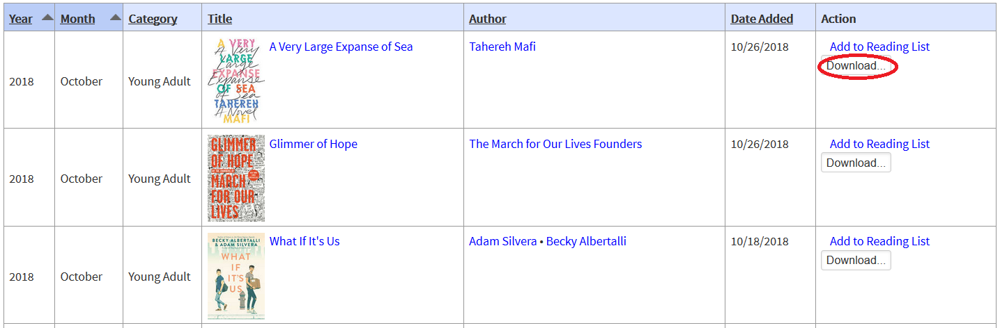 Year Month Category Title Author Date Added Action
A Very Large Expanse of Sea Tahereh Mafi 10/26/2018 Add to Reading List
Download...
2018 October Young Adult
A VERY
A Very
LARGE
Large
EXPANSE
Expanse
OF SEA
of Sea
TAHEREH
A Novel
MAFI
Glimmer of Hope The March for Our Lives Founders 10/26/2018 Add to Reading List
Download...
2018 October Young Adult
GLIMMER
OF HOPE
MARCH
FOR OUR
LIVES
What If It's Us Adam Silvera • Becky Albertalli 10/18/2018 Add to Reading List
Download...
2018 October Young Adult
BECKY ALBERTALLI
& ADAM SILVERA
WHAT
IF
IT'S
US